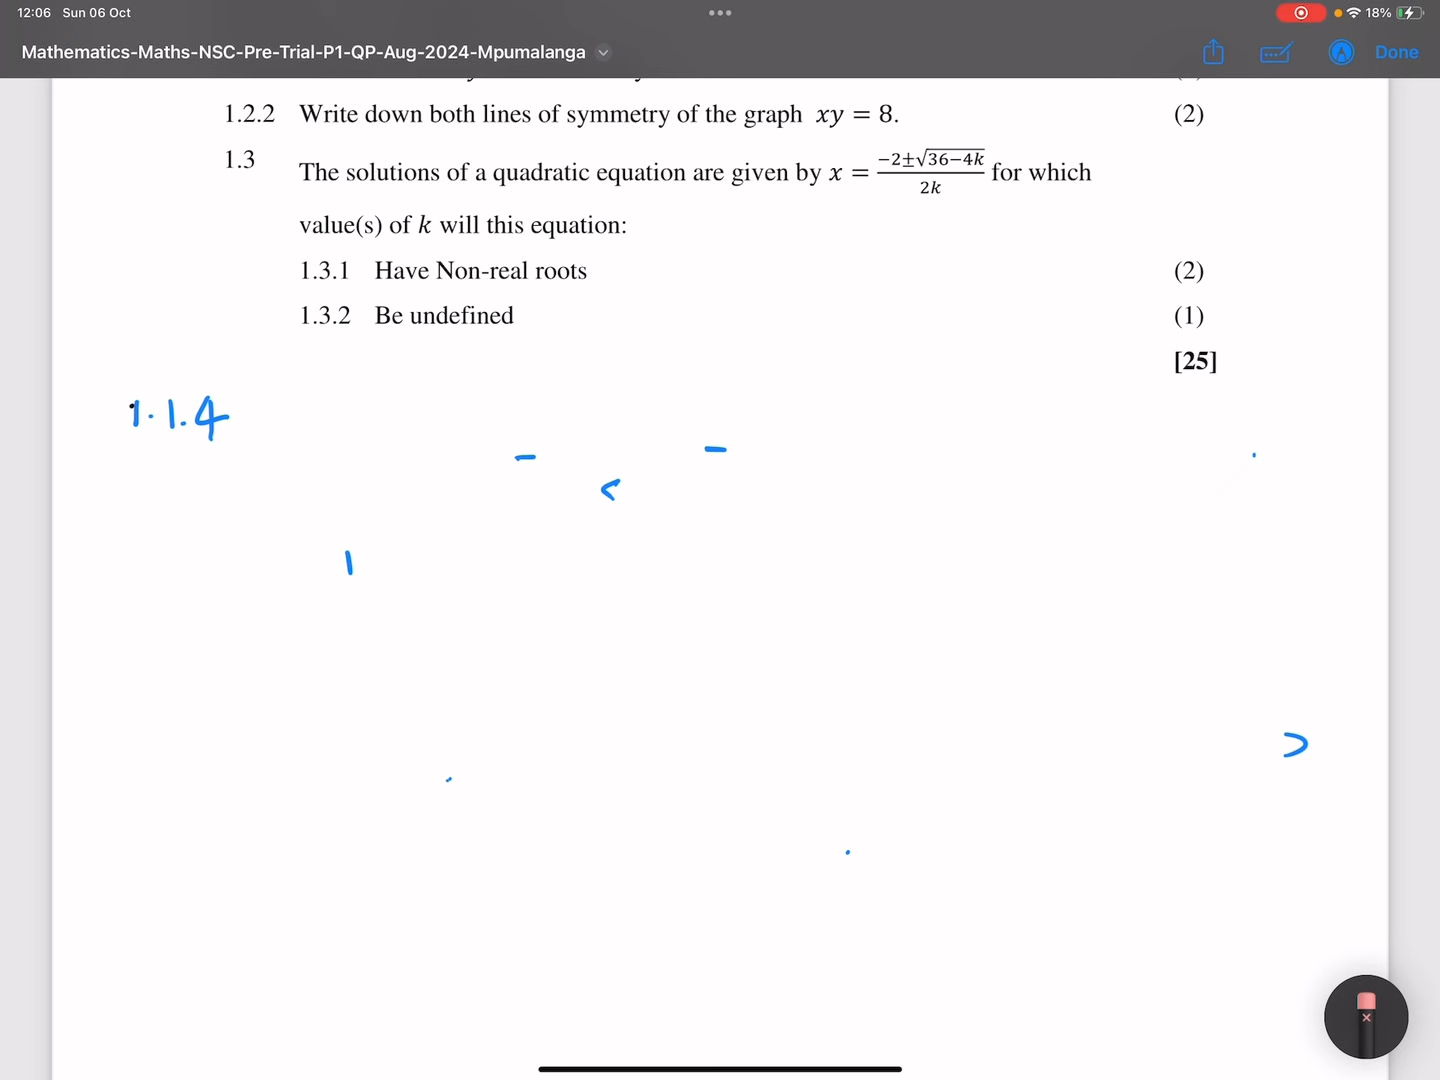 12:06 Sun 06 Oct
18%
Mathematics-Maths-NSC-Pre-Trial-P1-QP-Aug-2024-Mpumalanga
Done
1.2.2 Write down both lines of symmetry of the graph xy = 8. (2)
1.3 The solutions of a quadratic equation are given by x = \frac{-2±\sqrt{36-4k}}{2k} for which
value(s) of k will this equation:
1.3.1 Have Non-real roots (2)
1.3.2 Be undefined (1)
[25]
1.1.4